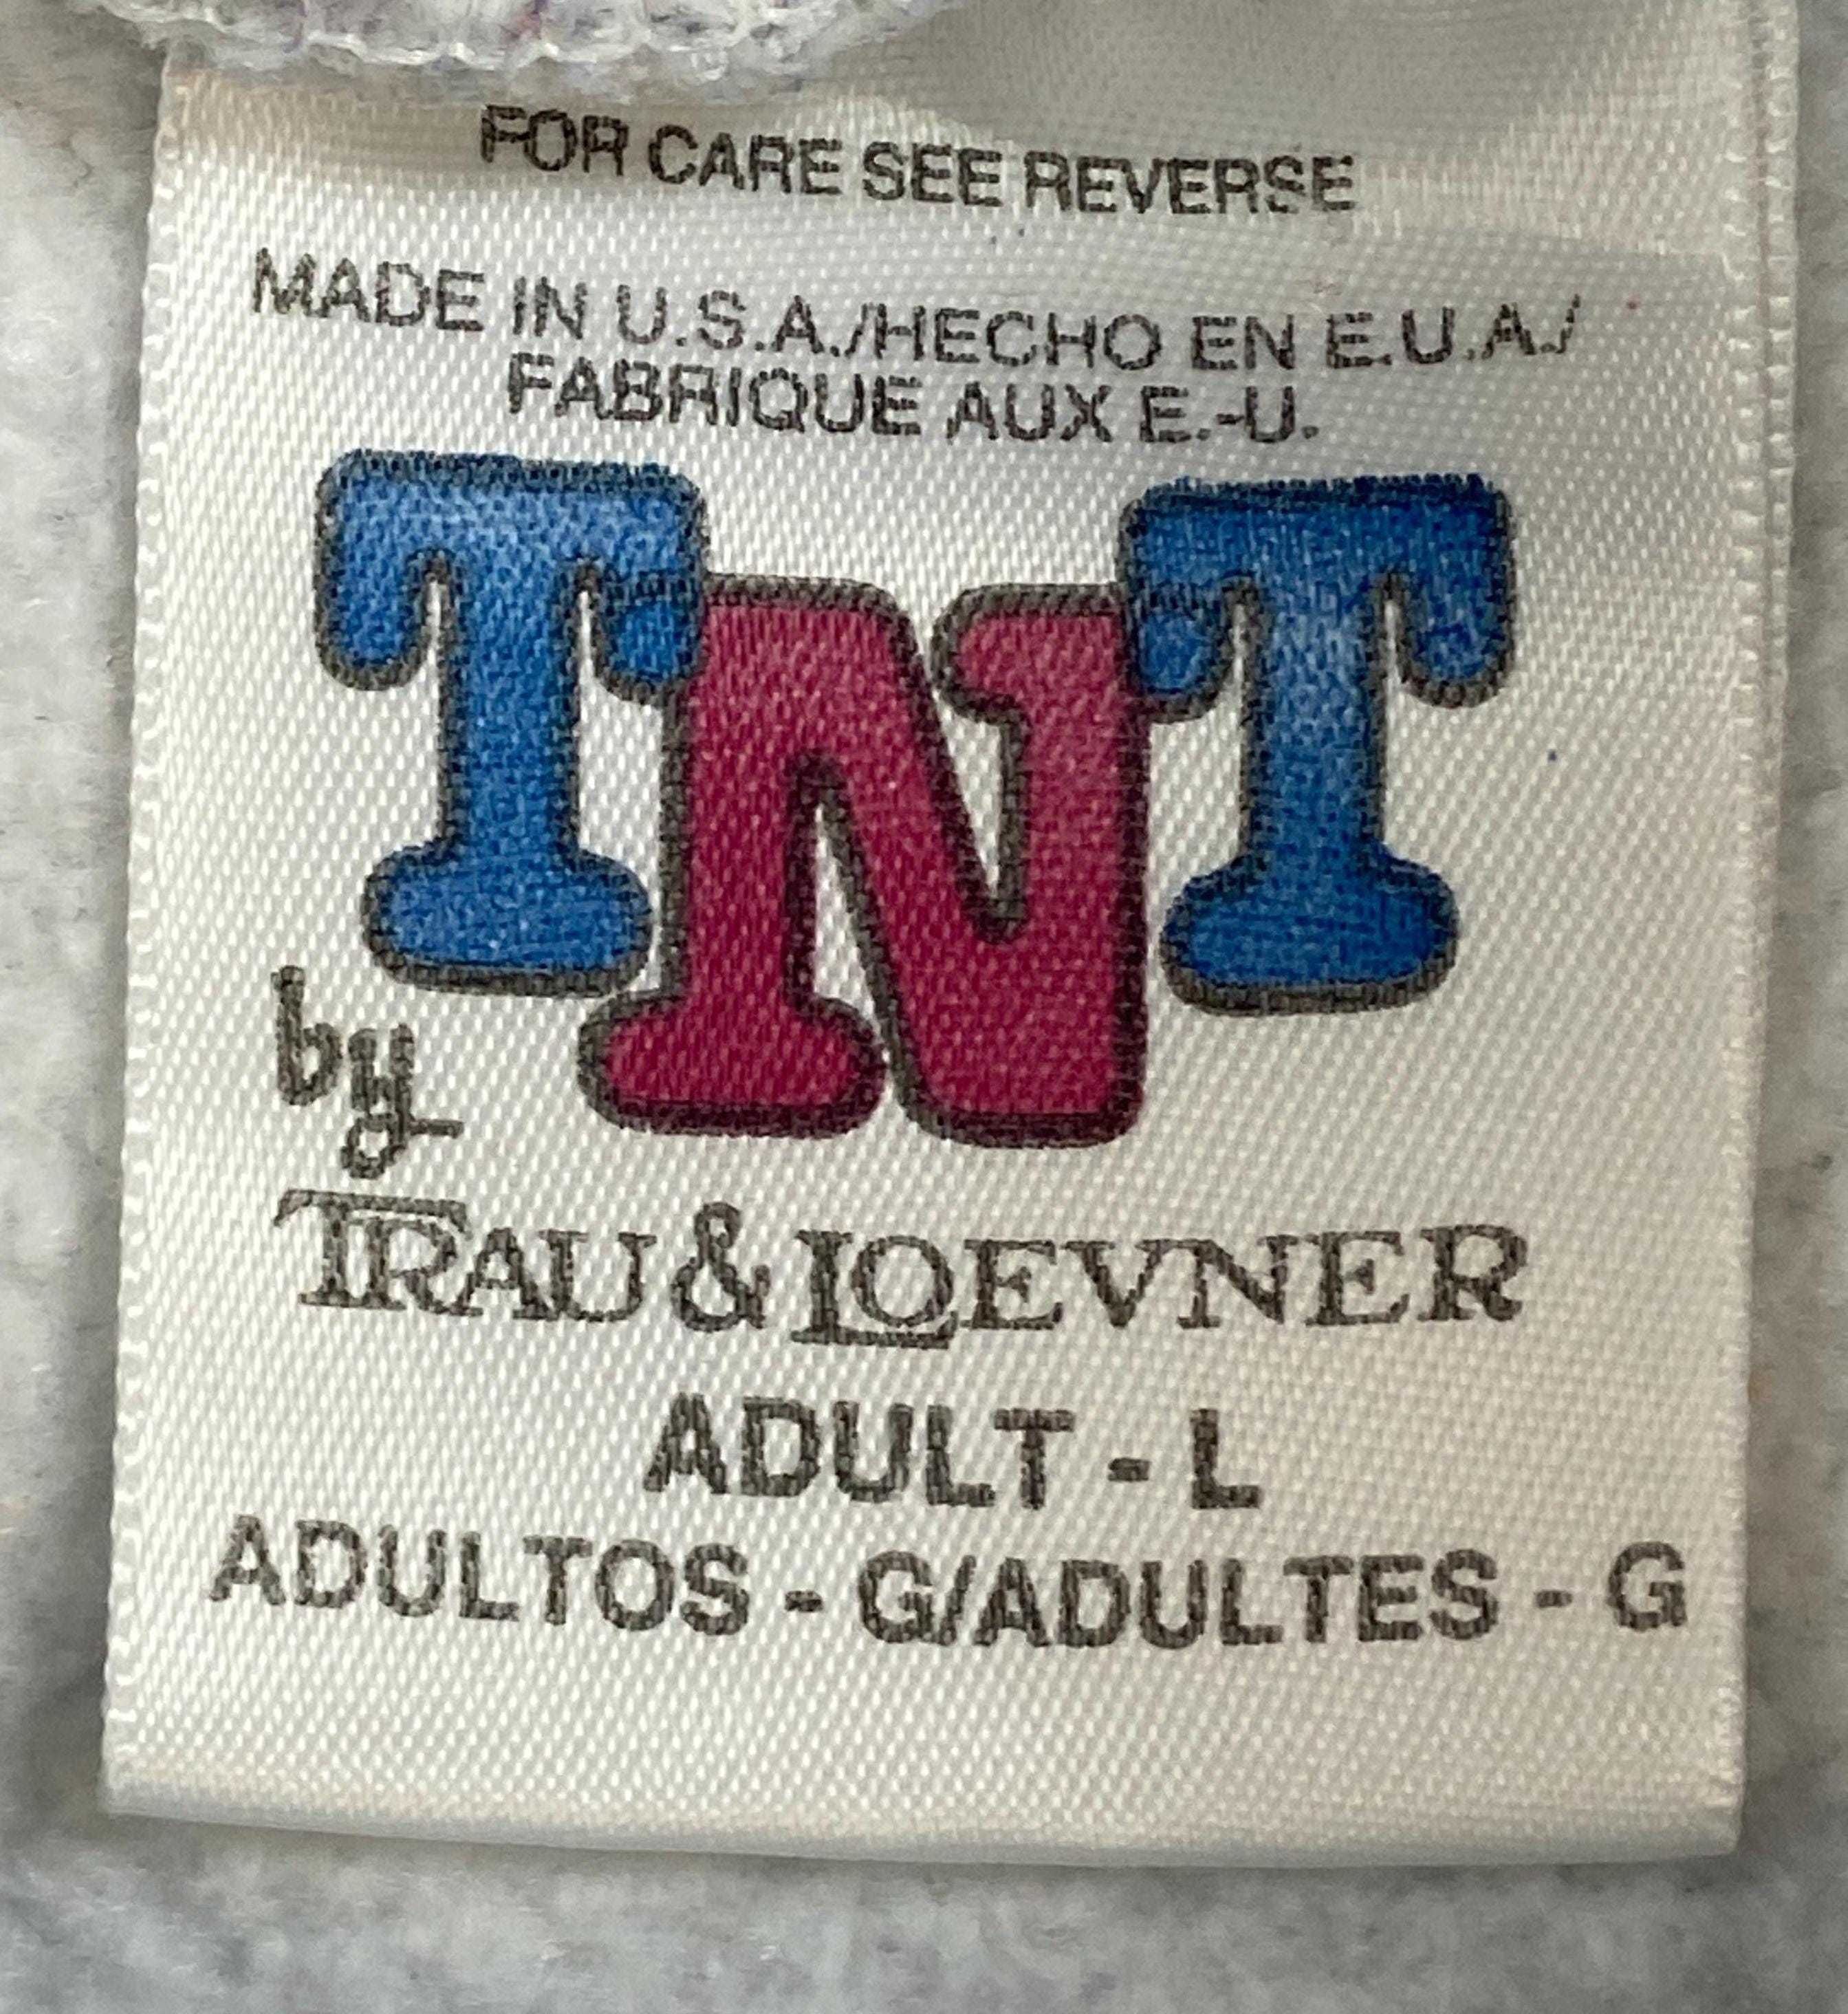 FOR CARE SEE REVERSE
MADE IN U.S.A./HECHO EN E.U.A./
FABRIQUE AUX E.-U.
TNT
by
TRAU & LOEVNER
ADULT - L
ADULTOS - G/ADULTES - G